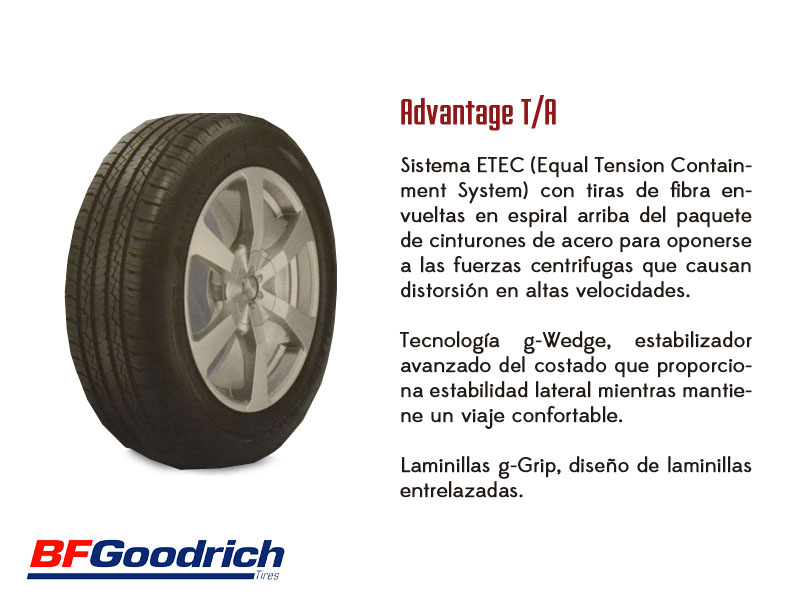 Advantage T/A
Sistema ETEC (Equal Tension Contain-
ment System) con tiras de fibra en-
vueltas en espiral arriba del paquete
de cinturones de acero para oponerse
a las fuerzas centrifugas que causan
distorsión en altas velocidades.
Tecnología g-Wedge, estabilizador
avanzado del costado que proporcio-
na estabilidad lateral mientras mantie-
ne un viaje confortable.
Laminillas g-Grip, diseño de laminillas
entrelazadas.
BFGoodrich
Tires